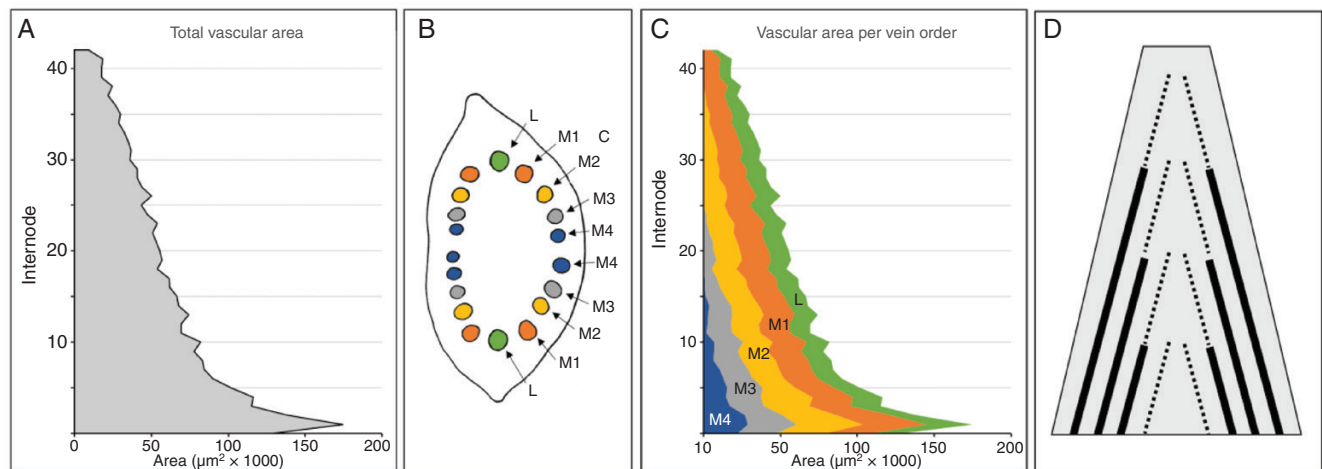 A
Total vascular area
Internode
40
30
20
10
0
50
100
150
200
Area (µm² × 1000)
B
L
M1
C
M2
M3
M4
M4
M3
M2
M1
L
C
Vascular area per vein order
Internode
40
30
20
10
L
M1
M2
M3
M4
10
50
100
150
200
Area (µm² × 1000)
D